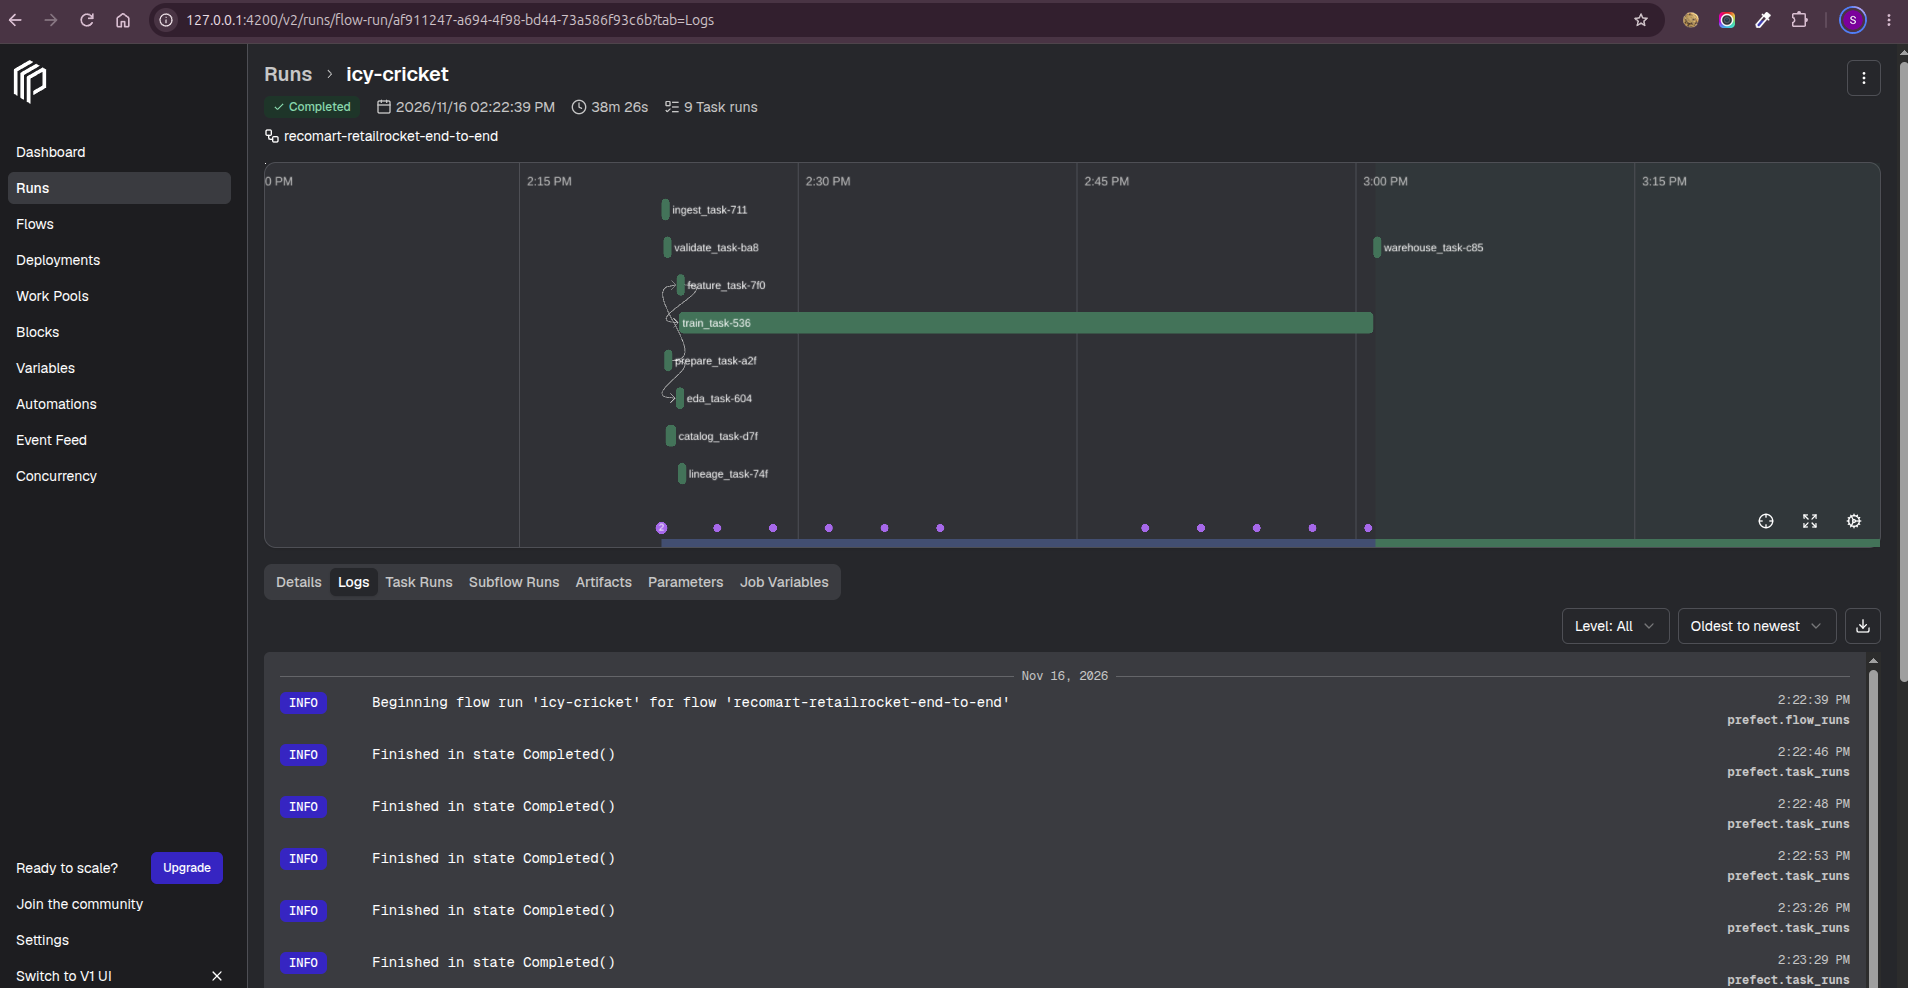 127.0.0.1:4200/v2/runs/flow-run/af911247-a694-4f98-bd44-73a586f93c6b?tab=Logs
S
Dashboard
Runs
Flows
Deployments
Work Pools
Blocks
Variables
Automations
Event Feed
Concurrency
Ready to scale?
Upgrade
Join the community
Settings
Switch to V1 UI
Runs > icy-cricket
Completed 2026/11/16 02:22:39 PM 38m 26s 9 Task runs
recomart-retailrocket-end-to-end
0 PM 2:15 PM 2:30 PM 2:45 PM 3:00 PM 3:15 PM
ingest_task-711
validate_task-ba8 warehouse_task-c85
feature_task-7f0
train_task-536
prepare_task-a2f
eda_task-604
catalog_task-d7f
lineage_task-74f
2
Details Logs Task Runs Subflow Runs Artifacts Parameters Job Variables
Level: All Oldest to newest
Nov 16, 2026
INFO Beginning flow run 'icy-cricket' for flow 'recomart-retailrocket-end-to-end' 2:22:39 PM
prefect.flow_runs
INFO Finished in state Completed() 2:22:46 PM
prefect.task_runs
INFO Finished in state Completed() 2:22:48 PM
prefect.task_runs
INFO Finished in state Completed() 2:22:53 PM
prefect.task_runs
INFO Finished in state Completed() 2:23:26 PM
prefect.task_runs
INFO Finished in state Completed() 2:23:29 PM
prefect.task_runs